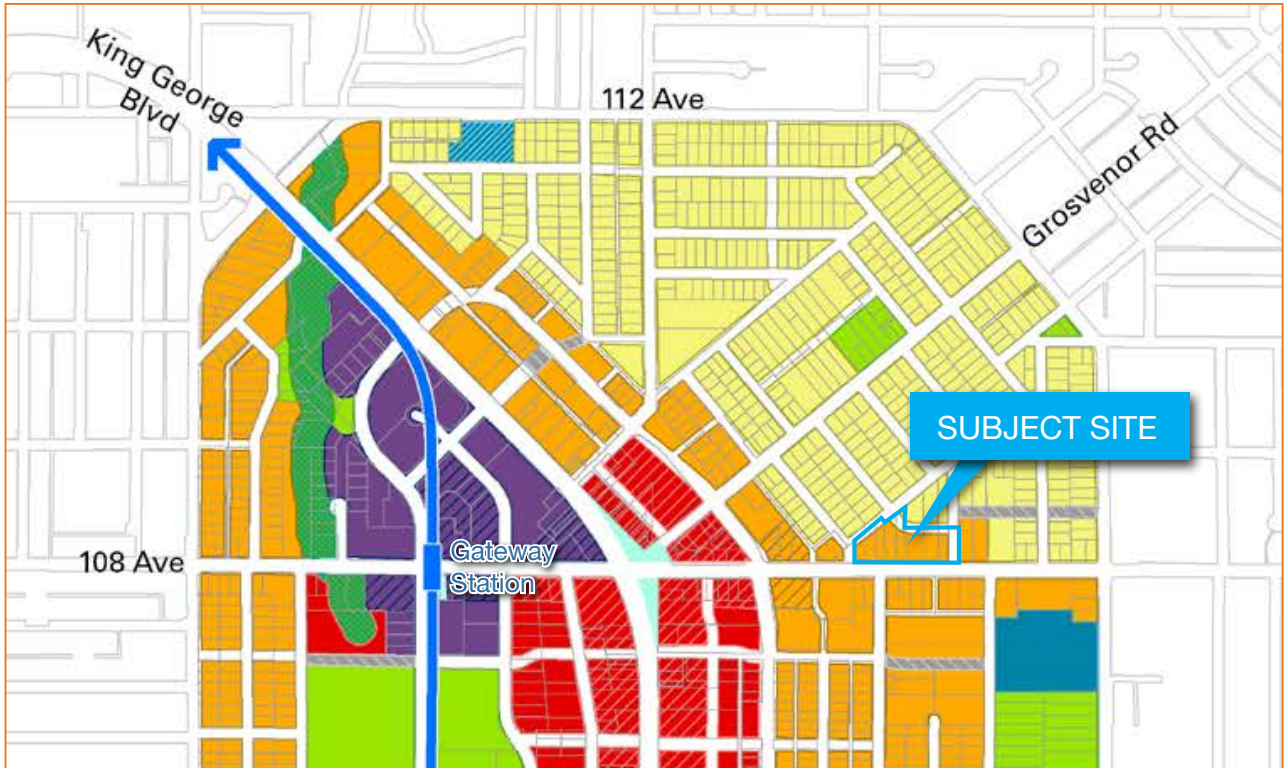 King George
Blvd
112 Ave
Grosvenor Rd
SUBJECT SITE
Gateway
Station
108 Ave